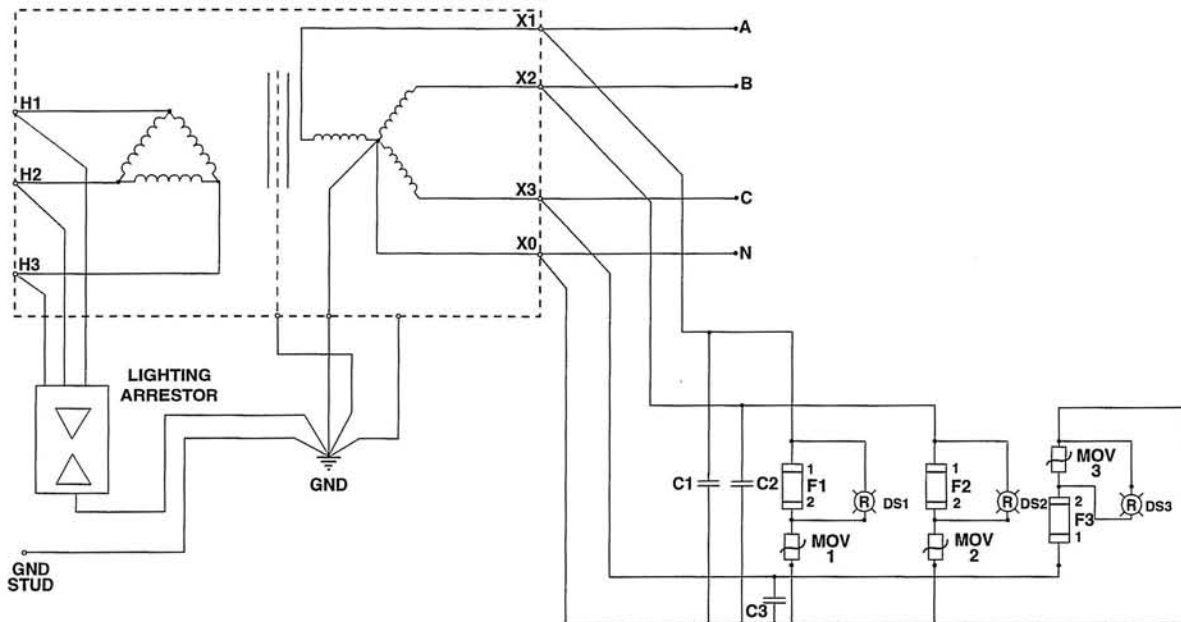 X1
A
X2
B
H1
H2
X3
C
X0
N
H3
LIGHTING
ARRESTOR
GND
GND
STUD
C1
C2
1
F1
2
R
DS1
MOV
1
1
F2
2
R
DS2
MOV
2
MOV
3
2
F3
1
R
DS3
C3